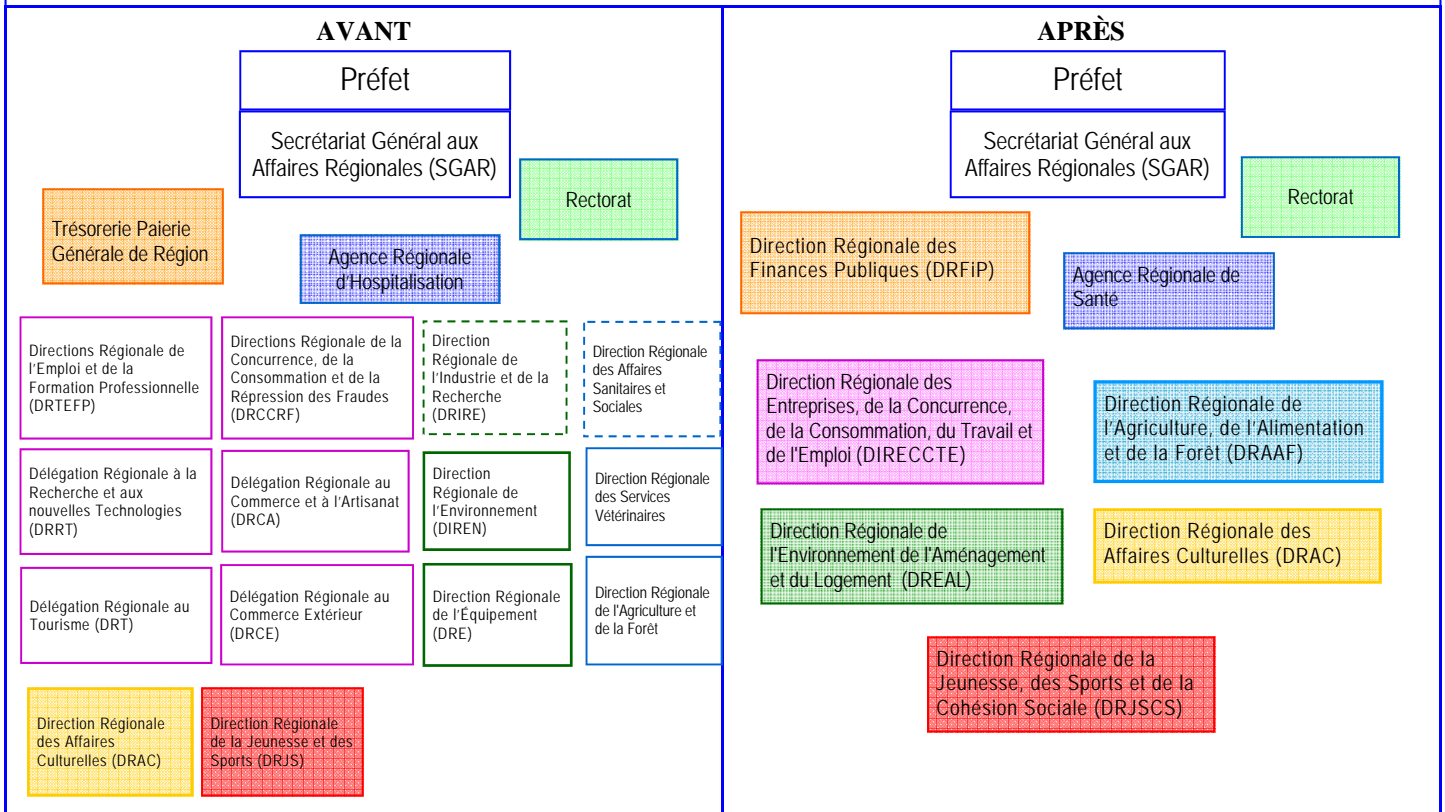 AVANT
Préfet
Secrétariat Général aux
Affaires Régionales (SGAR)
Rectorat
Trésorerie Paierie
Générale de Région
Agence Régionale
d'Hospitalisation
Directions Régionale de
l'Emploi et de la
Formation Professionnelle
(DRTEFP)
Directions Régionale de la
Concurrence, de la
Consommation et de la
Répression des Fraudes
(DRCCRF)
Direction
Régionale de
l'Industrie et de la
Recherche
(DRIRE)
Direction Régionale
des Affaires
Sanitaires et
Sociales
Délégation Régionale à la
Recherche et aux
nouvelles Technologies
(DRRT)
Délégation Régionale au
Commerce et à l'Artisanat
(DRCA)
Direction
Régionale de
l'Environnement
(DIREN)
Direction Régionale
des Services
Vétérinaires
Délégation Régionale au
Tourisme (DRT)
Délégation Régionale au
Commerce Extérieur
(DRCE)
Direction Régionale
de l'Équipement
(DRE)
Direction Régionale
de l'Agriculture et
de la Forêt
Direction Régionale
des Affaires
Culturelles (DRAC)
Direction Régionale
de la Jeunesse et des
Sports (DRJS)
APRÈS
Préfet
Secrétariat Général aux
Affaires Régionales (SGAR)
Rectorat
Direction Régionale des
Finances Publiques (DRFiP)
Agence Régionale de
Santé
Direction Régionale des
Entreprises, de la Concurrence,
de la Consommation, du Travail et
de l'Emploi (DIRECCTE)
Direction Régionale de
l'Agriculture, de l'Alimentation
et de la Forêt (DRAAF)
Direction Régionale de
l'Environnement de l'Aménagement
et du Logement (DREAL)
Direction Régionale des
Affaires Culturelles (DRAC)
Direction Régionale de la
Jeunesse, des Sports et de la
Cohésion Sociale (DRJSCS)